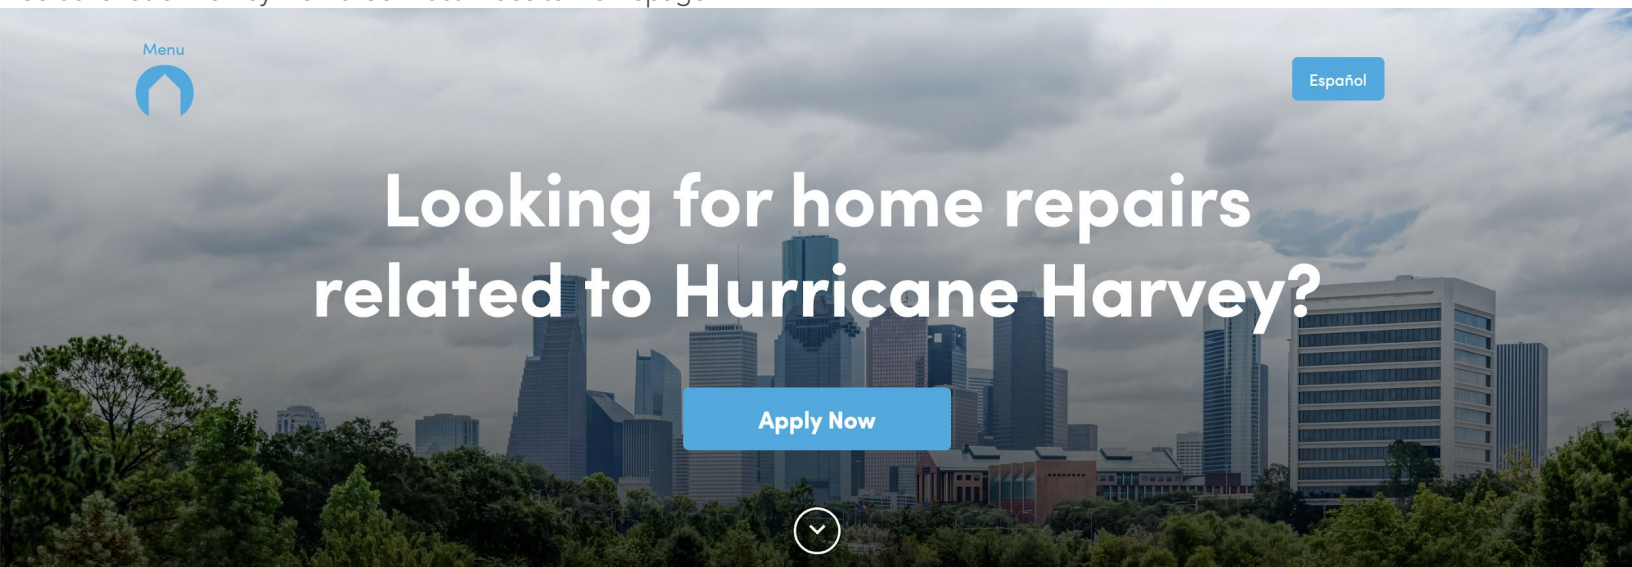 Menu
Español
Looking for home repairs
related to Hurricane Harvey?
Apply Now